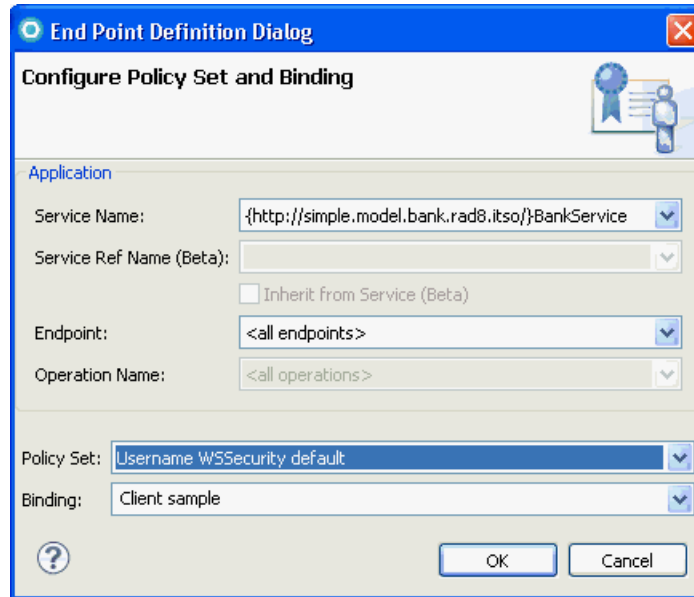 End Point Definition Dialog
Configure Policy Set and Binding
Application
Service Name: {http://simple.model.bank.rad8.itso/}BankService
Service Ref Name (Beta):
Inherit from Service (Beta)
Endpoint: <all endpoints>
Operation Name: <all operations>
Policy Set: Username WSSecurity default
Binding: Client sample
? OK Cancel